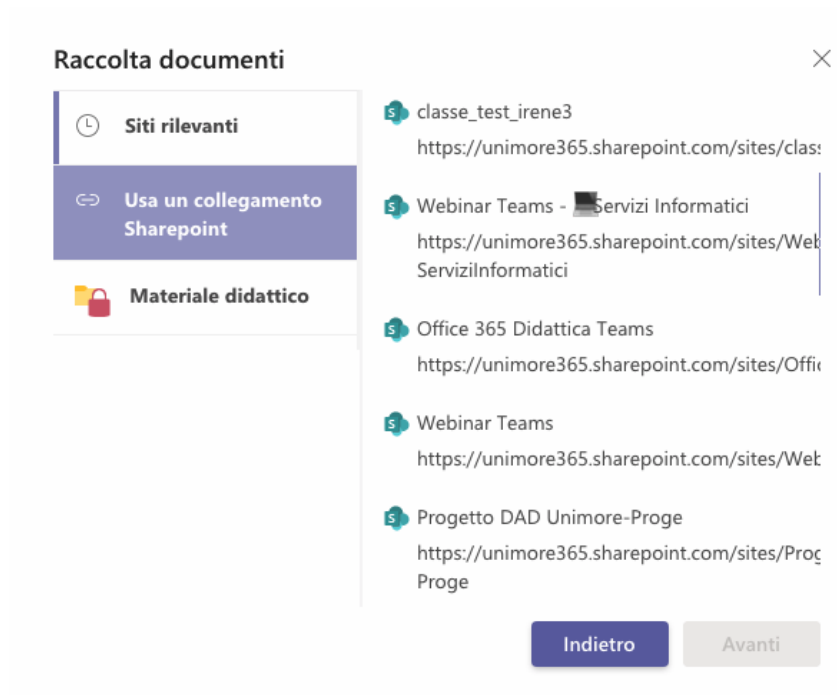 Raccolta documenti
Siti rilevanti
Usa un collegamento
Sharepoint
Materiale didattico
classe_test_irene3
https://unimore365.sharepoint.com/sites/clas
Webinar Teams - Servizi Informatici
https://unimore365.sharepoint.com/sites/Web
ServiziInformatici
Office 365 Didattica Teams
https://unimore365.sharepoint.com/sites/Offi
Webinar Teams
https://unimore365.sharepoint.com/sites/Web
Progetto DAD Unimore-Proge
https://unimore365.sharepoint.com/sites/Prog
Proge
Indietro
Avanti